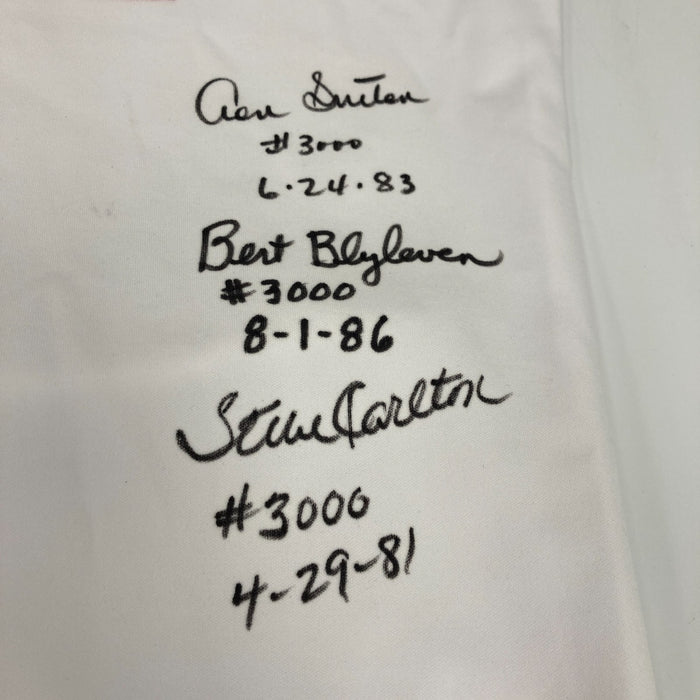 Don Sutton
#3000
6·24·83
Bert Blyleven
#3000
8-1-86
Steve Carlton
#3000
4-29-81